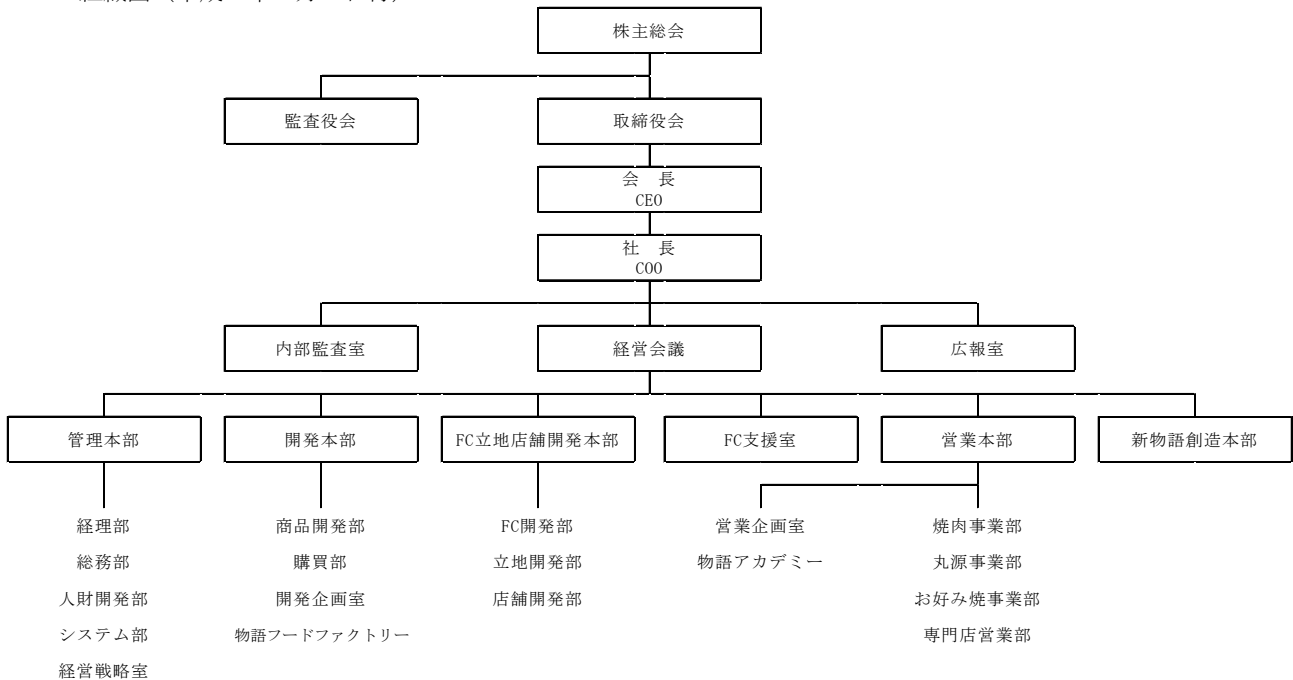 株主総会
監査役会
取締役会
会　長
CEO
社　長
COO
内部監査室
経営会議
広報室
管理本部
開発本部
FC立地店舗開発本部
FC支援室
営業本部
新物語創造本部
経理部
商品開発部
FC開発部
営業企画室
焼肉事業部
総務部
購買部
立地開発部
物語アカデミー
丸源事業部
人財開発部
開発企画室
店舗開発部
お好み焼事業部
システム部
物語フードファクトリー
専門店営業部
経営戦略室